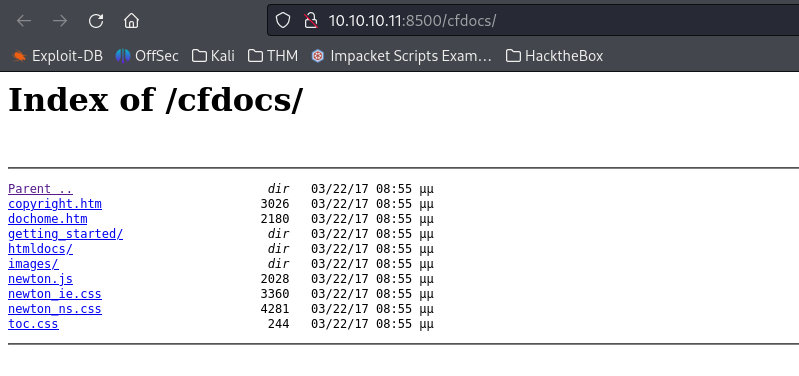 10.10.10.11:8500/cfdocs/
Exploit-DB OffSec Kali THM Impacket Scripts Exam… HacktheBox
Index of /cfdocs/
Parent .. dir 03/22/17 08:55 μμ
copyright.htm 3026 03/22/17 08:55 μμ
dochome.htm 2180 03/22/17 08:55 μμ
getting_started/ dir 03/22/17 08:55 μμ
htmldocs/ dir 03/22/17 08:55 μμ
images/ dir 03/22/17 08:55 μμ
newton.js 2028 03/22/17 08:55 μμ
newton_ie.css 3360 03/22/17 08:55 μμ
newton_ns.css 4281 03/22/17 08:55 μμ
toc.css 244 03/22/17 08:55 μμ